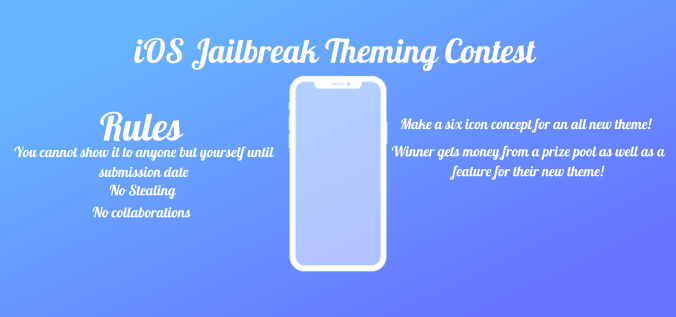 iOS Jailbreak Theming Contest
Rules
You cannot show it to anyone but yourself until
submission date
No Stealing
No collaborations
Make a six icon concept for an all new theme!
Winner gets money from a prize pool as well as a
feature for their new theme!